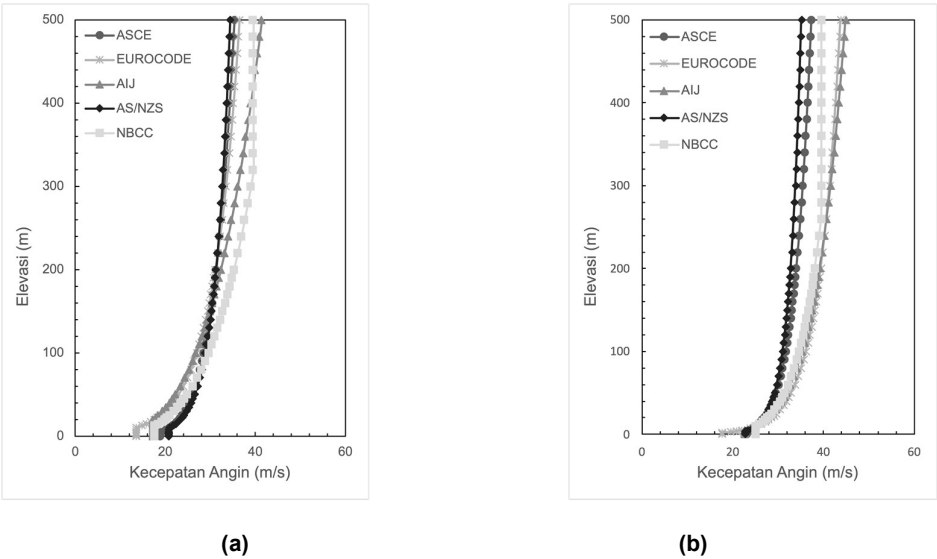 500
400
300
200
100
0
Elevasi (m)
ASCE
EUROCODE
AIJ
AS/NZS
NBCC
0 20 40 60
Kecepatan Angin (m/s)
(a)
500
400
300
200
100
0
Elevasi (m)
ASCE
EUROCODE
AIJ
AS/NZS
NBCC
0 20 40 60
Kecepatan Angin (m/s)
(b)